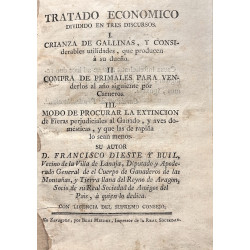 TRATADO ECONOMICO
DIVIDIDO EN TRES DISCURSOS.
I.
CRIANZA DE GALLINAS, Y CONSI-
derables utilidades, que producen
á su dueño.
II.
COMPRA DE PRIMALES PARA VEN-
derlos al año siguiente por
Carneros.
III.
MODO DE PROCURAR LA EXTINCION
de Fieras perjudiciales al Ganado, y aves do-
mésticas, y que las de rapiña
lo sean menos
SU AUTOR
D. FRANCISCO DIESTE Y BUIL,
Vecino de la Villa de Lanaja, Diputado y Apode-
rado General de el Cuerpo de Ganaderos de las
Montañas, y Tierra llana del Reyno de Aragon,
Socio de su Real Sociedad de Amigos del
Pais, á quien la dedica.
CON LICENCIA DEL SUPREMO CONSEJO.
En Zaragoza, por Blas Miedes, Impresor de la Real Sociedad.